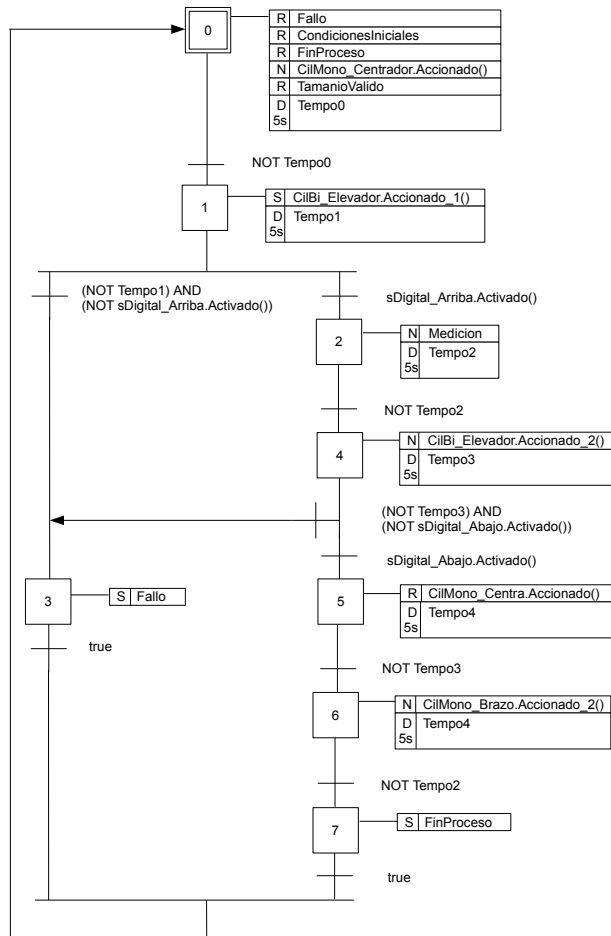 0
R Fallo
R CondicionesIniciales
R FinProceso
N CilMono_Centrador.Accionado()
R TamanioValido
D Tempo0
5s
NOT Tempo0
1
S CilBi_Elevador.Accionado_1()
D Tempo1
5s
(NOT Tempo1) AND
(NOT sDigital_Arriba.Activado())
sDigital_Arriba.Activado()
2
N Medicion
D Tempo2
5s
NOT Tempo2
4
N CilBi_Elevador.Accionado_2()
D Tempo3
5s
(NOT Tempo3) AND
(NOT sDigital_Abajo.Activado())
sDigital_Abajo.Activado()
3
S Fallo
true
5
R CilMono_Centra.Accionado()
D Tempo4
5s
NOT Tempo3
6
N CilMono_Brazo.Accionado_2()
D Tempo4
5s
NOT Tempo2
7
S FinProceso
true